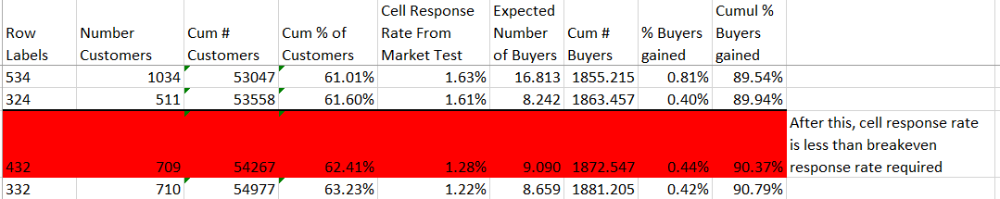 Cell Response Expected Cumul %
Row Number Cum # Cum % of Rate From Number Cum # % Buyers Buyers
Labels Customers Customers Customers Market Test of Buyers Buyers gained gained
534 1034 53047 61.01% 1.63% 16.813 1855.215 0.81% 89.54%
324 511 53558 61.60% 1.61% 8.242 1863.457 0.40% 89.94%
After this, cell response rate
is less than breakeven
432 709 54267 62.41% 1.28% 9.090 1872.547 0.44% 90.37% response rate required
332 710 54977 63.23% 1.22% 8.659 1881.205 0.42% 90.79%